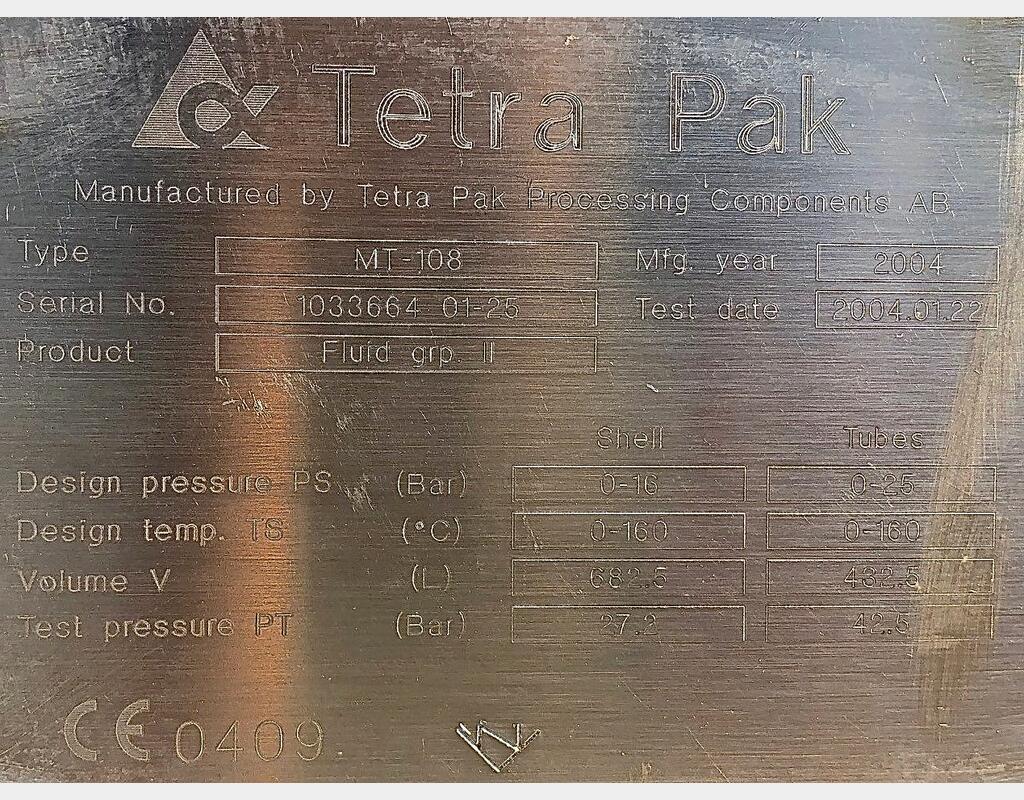 Tetra Pak
Manufactured by Tetra Pak Processing Components AB
Type MT-108 Mfg. year 2004
Serial No. 1033664 01-25 Test date 2004.01.22
Product Fluid grp. II
Shell Tubes
Design pressure PS (Bar) 0-16 0-25
Design temp. TS (°C) 0-160 0-160
Volume V (L) 682.5 432.5
Test pressure PT (Bar) 27.2 42.5
CE 0409